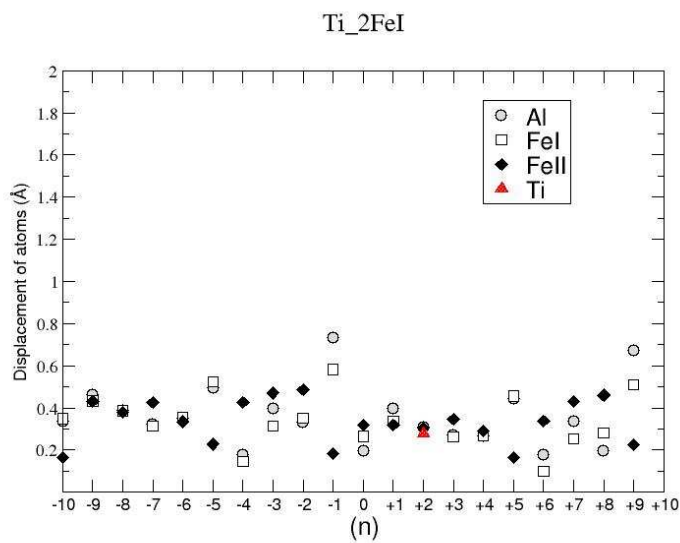 Ti_2FeI
2
1.8
1.6
1.4
1.2
1
0.8
0.6
0.4
0.2
Displacement of atoms (Å)
Al
FeI
FeII
Ti
-10 -9 -8 -7 -6 -5 -4 -3 -2 -1 0 +1 +2 +3 +4 +5 +6 +7 +8 +9 +10
(n)